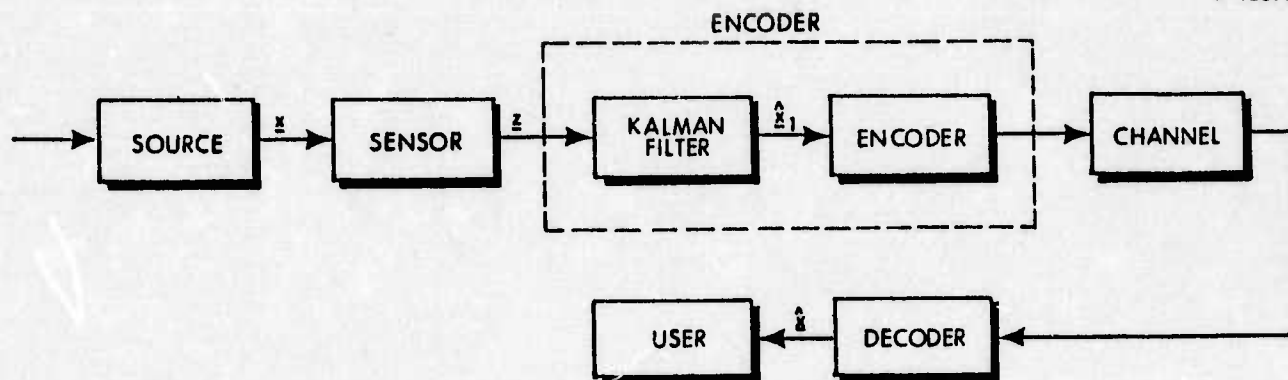 ENCODER
SOURCE
x
SENSOR
z
KALMAN
FILTER
x̂1
ENCODER
CHANNEL
USER
x̂
DECODER